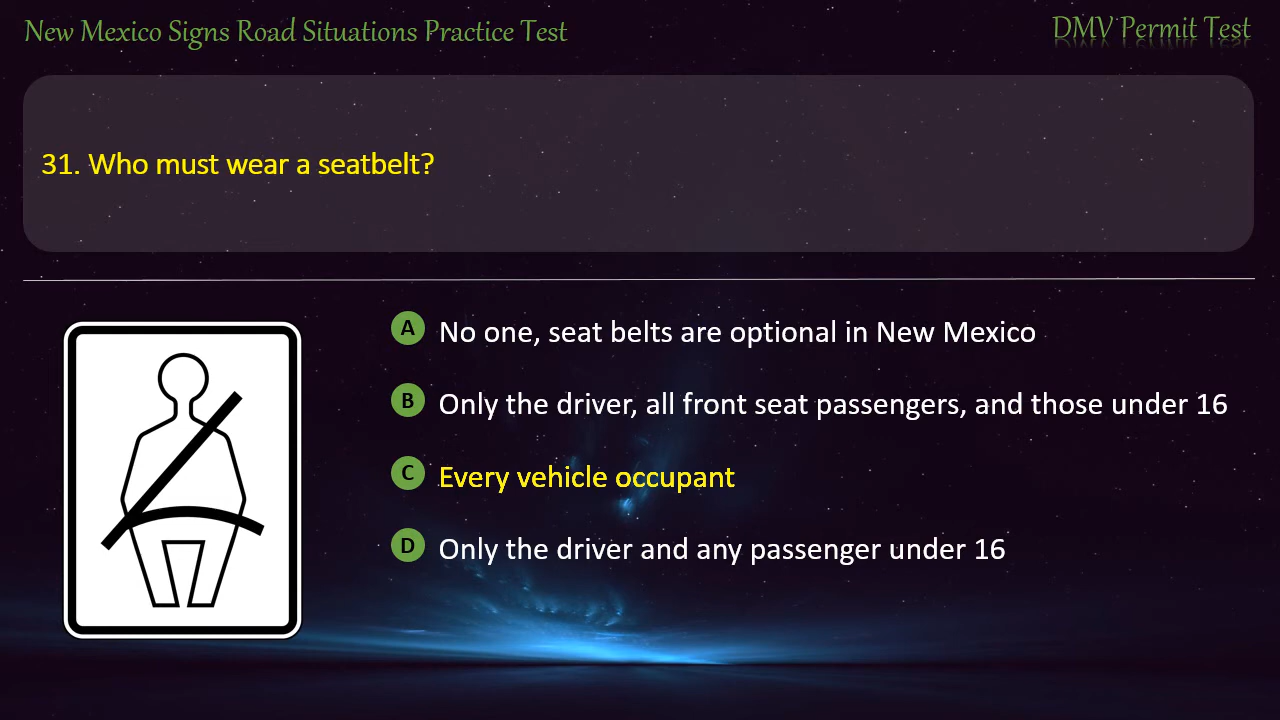 New Mexico Signs Road Situations Practice Test
DMV Permit Test
31. Who must wear a seatbelt?
A No one, seat belts are optional in New Mexico
B Only the driver, all front seat passengers, and those under 16
C Every vehicle occupant
D Only the driver and any passenger under 16